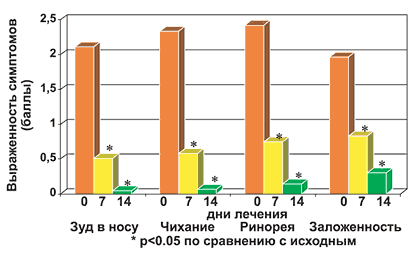 Выраженность симптомов
(баллы)
2,5
2
1,5
1
0,5
0
* * * * * * * *
0 7 14 0 7 14 0 7 14 0 7 14
дни лечения
Зуд в носу Чихание Ринорея Заложенность
* p<0.05 по сравнению с исходным